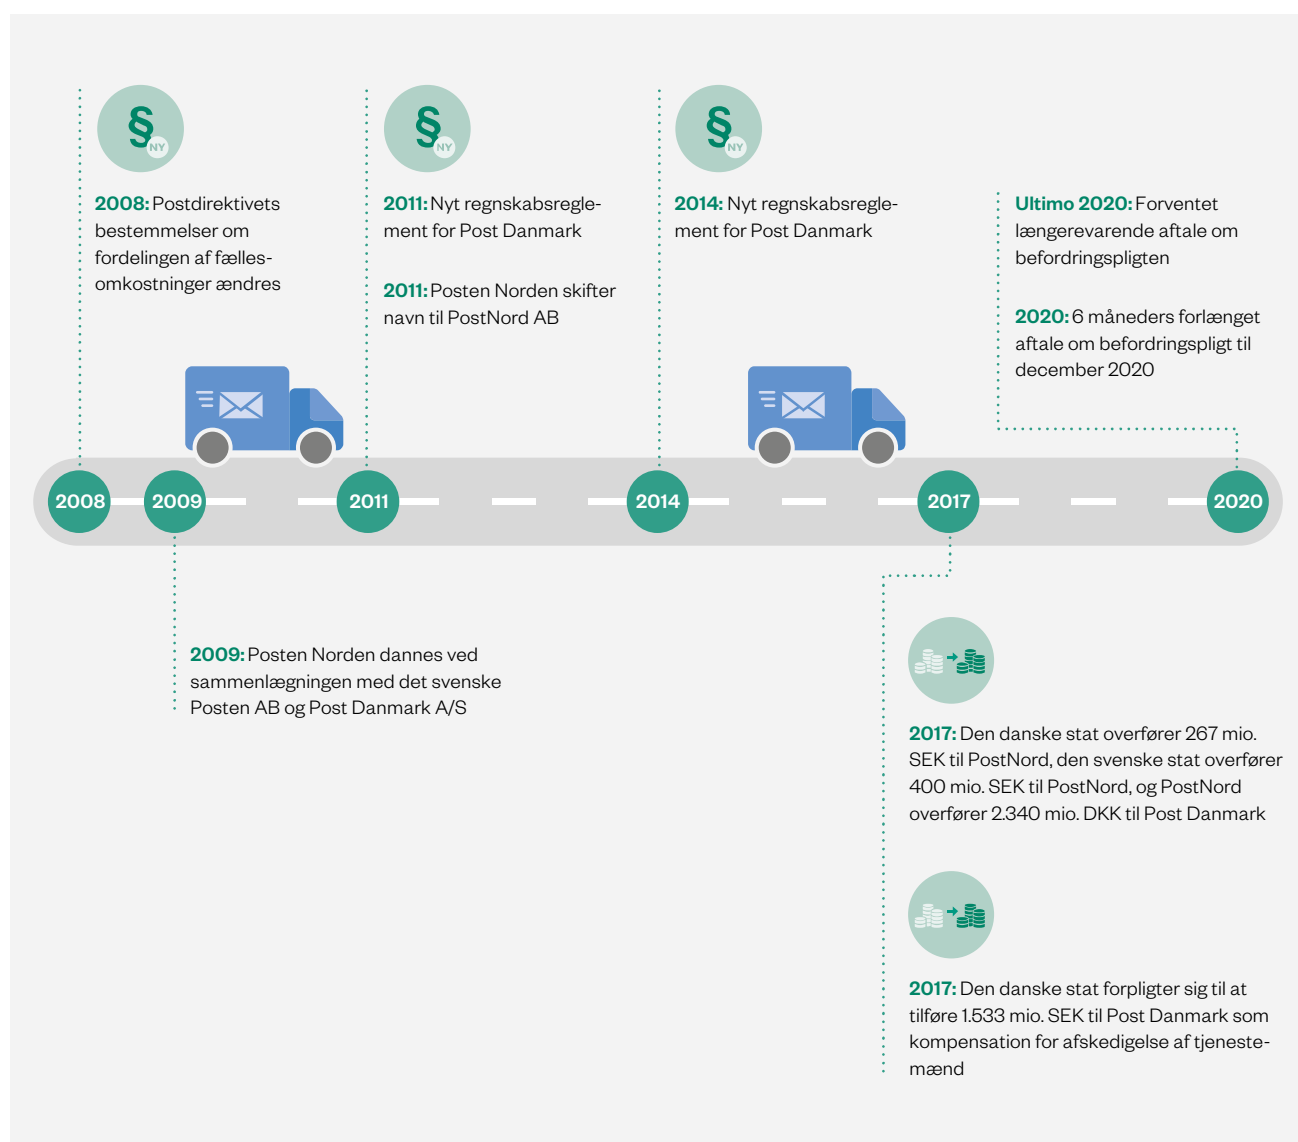 §
NY
2008: Postdirektivets
bestemmelser om
fordelingen af fælles-
omkostninger ændres
§
NY
2011: Nyt regnskabsregle-
ment for Post Danmark
2011: Posten Norden skifter
navn til PostNord AB
§
NY
2014: Nyt regnskabsregle-
ment for Post Danmark
Ultimo 2020: Forventet
længerevarende aftale om
befordringspligten
2020: 6 måneders forlænget
aftale om befordringspligt til
december 2020
2008
2009
2011
2014
2017
2020
2009: Posten Norden dannes ved
sammenlægningen med det svenske
Posten AB og Post Danmark A/S
2017: Den danske stat overfører 267 mio.
SEK til PostNord, den svenske stat overfører
400 mio. SEK til PostNord, og PostNord
overfører 2.340 mio. DKK til Post Danmark
2017: Den danske stat forpligter sig til at
tilføre 1.533 mio. SEK til Post Danmark som
kompensation for afskedigelse af tjeneste-
mænd